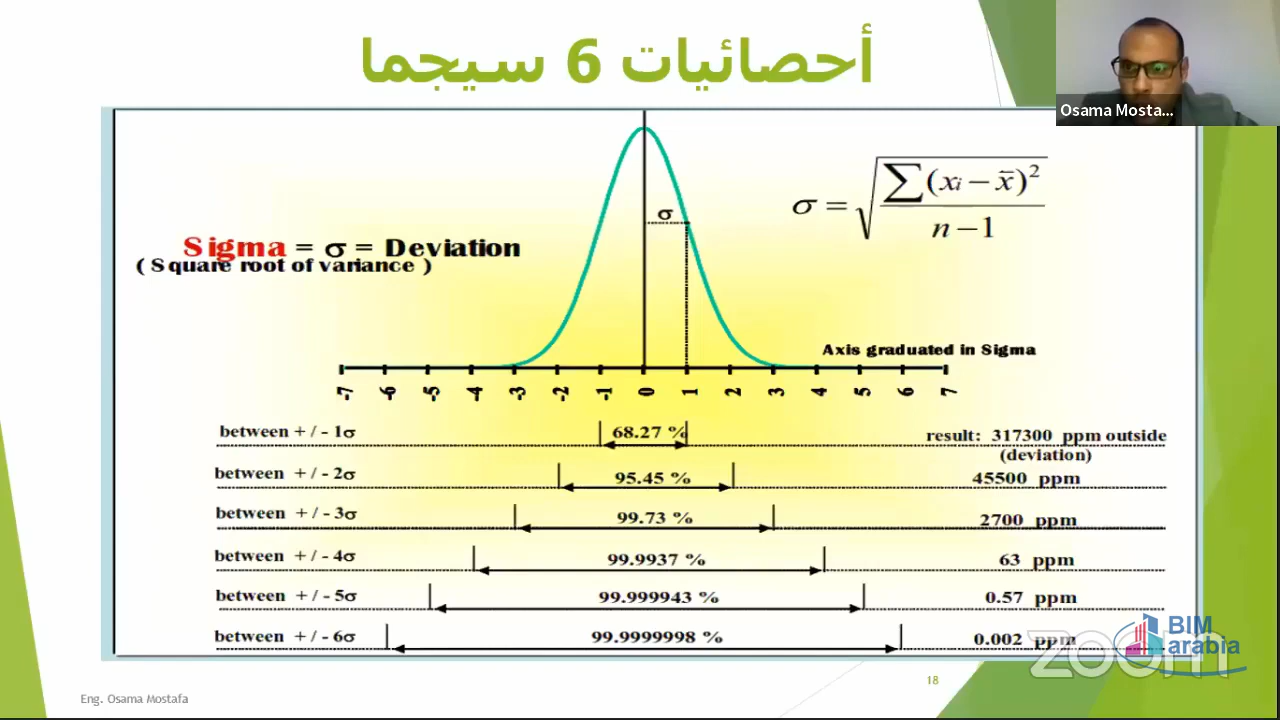 أحصائيات 6 سيجما
Osama Mosta...
σ = √ ∑(xi − x̄)² / n − 1
σ
Sigma = σ = Deviation
( Square root of variance )
Axis graduated in Sigma
-7 -6 -5 -4 -3 -2 -1 0 1 2 3 4 5 6 7
between + / - 1σ 68.27 % result: 317300 ppm outside
(deviation)
between + / - 2σ 95.45 % 45500 ppm
between + / - 3σ 99.73 % 2700 ppm
between + / - 4σ 99.9937 % 63 ppm
between + / - 5σ 99.999943 % 0.57 ppm
between + / - 6σ 99.9999998 % 0.002 ppm
BIM
arabia
zoom
18
Eng. Osama Mostafa